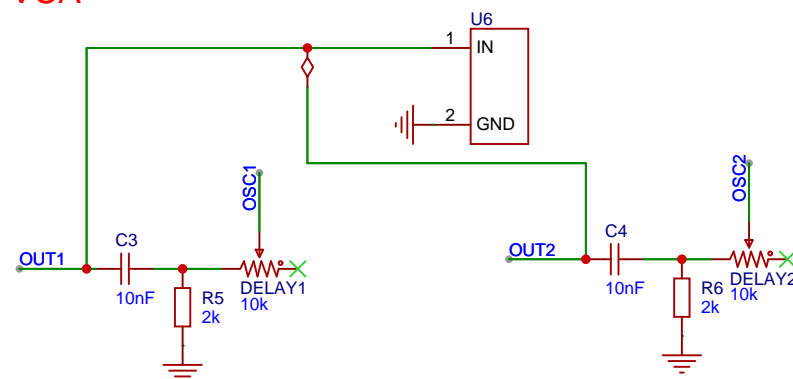 U6
1
IN
2
GND
OSC1
OSC2
OUT1
C3
10nF
R5
2k
DELAY1
10k
OUT2
C4
10nF
R6
2k
DELAY2
10k